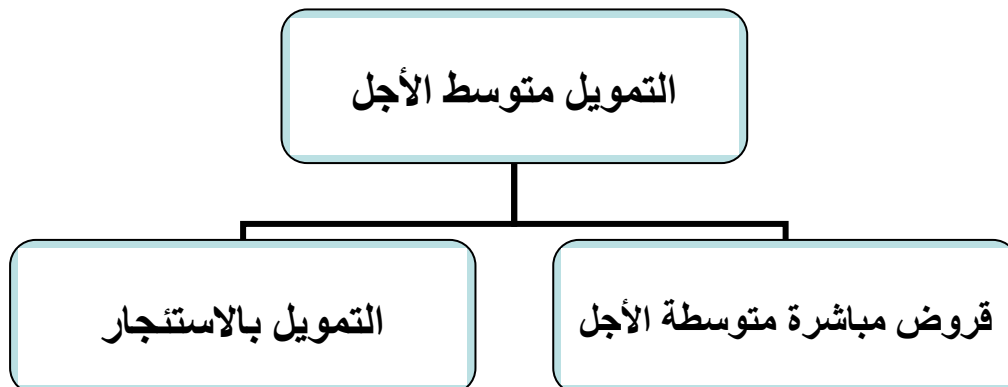 التمويل متوسط الأجل
قروض مباشرة متوسطة الأجل
التمويل بالاستئجار